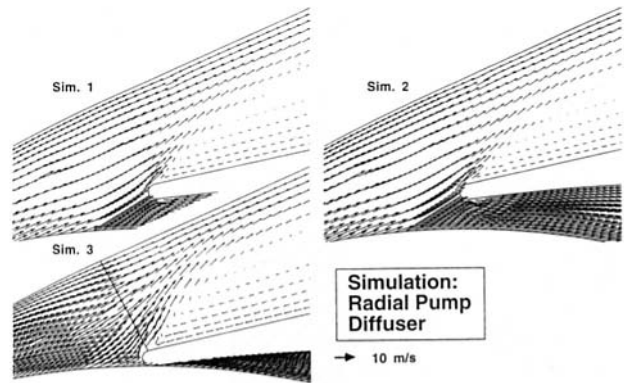 Sim. 1
Sim. 2
Sim. 3
Simulation:
Radial Pump
Diffuser
10 m/s